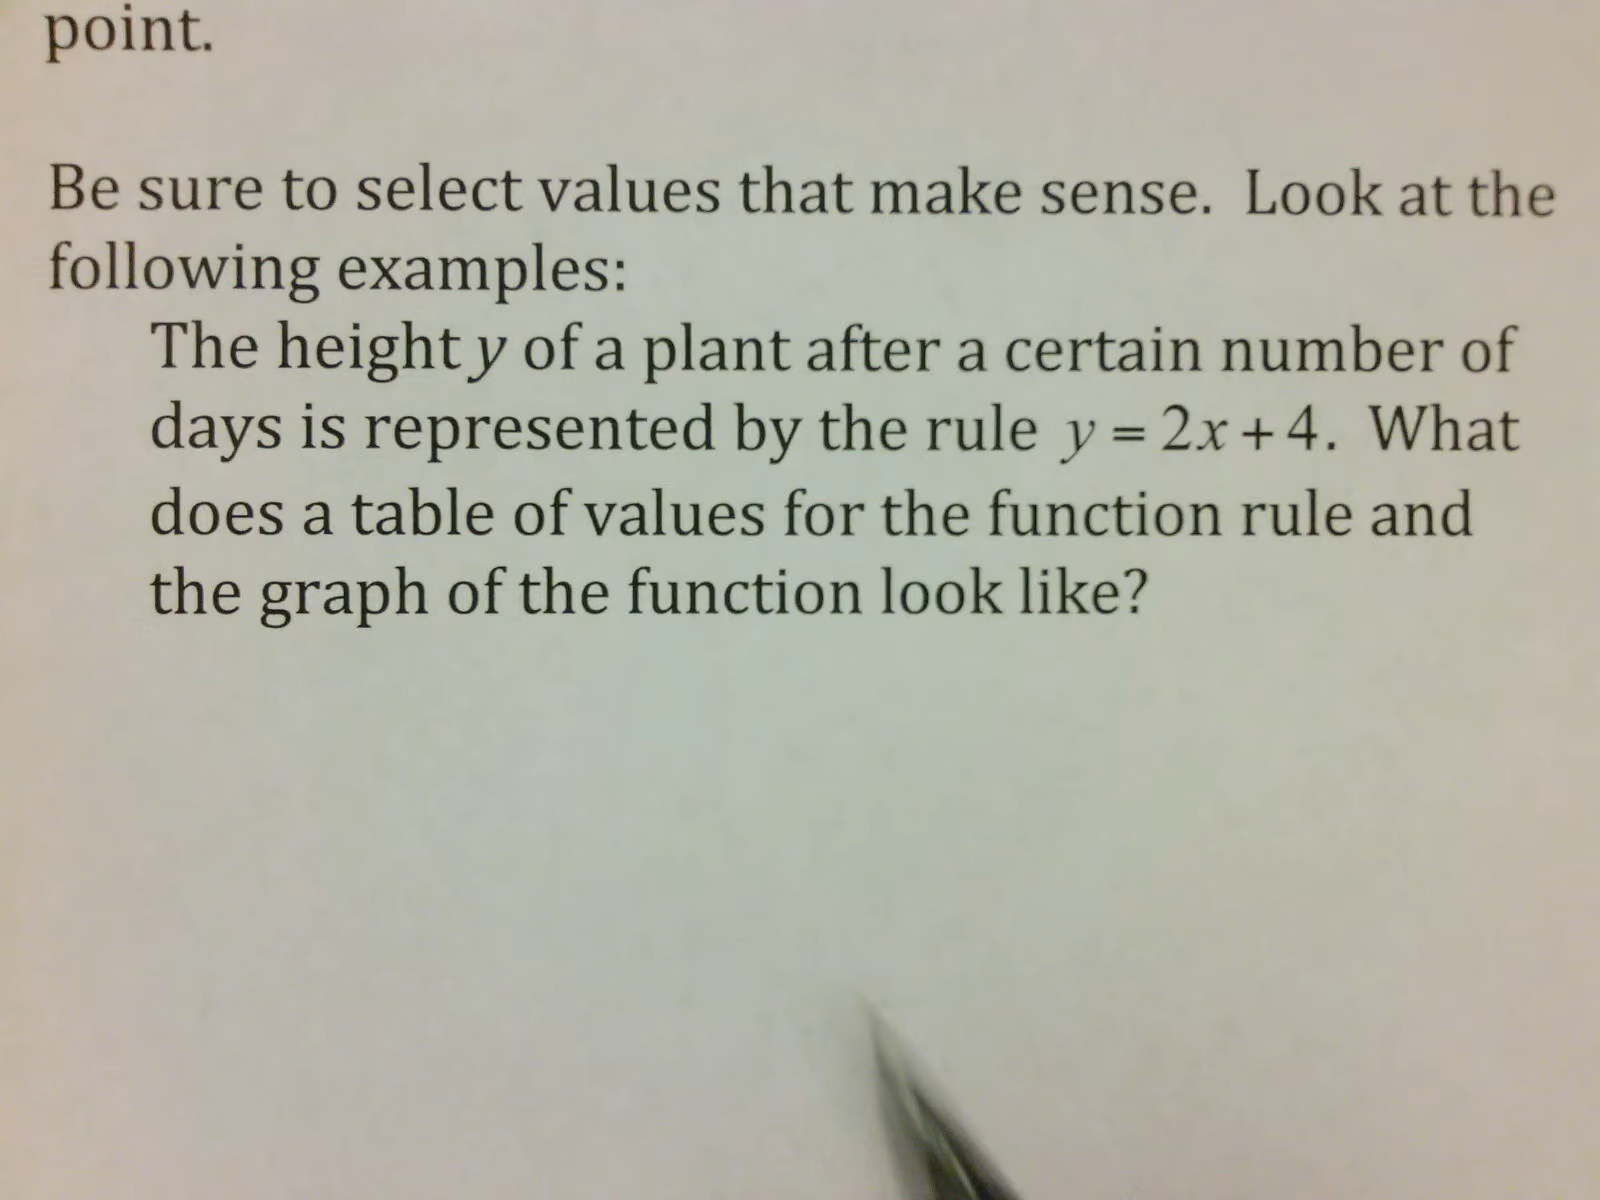 point.
Be sure to select values that make sense. Look at the
following examples:
The height y of a plant after a certain number of
days is represented by the rule y = 2x + 4. What
does a table of values for the function rule and
the graph of the function look like?